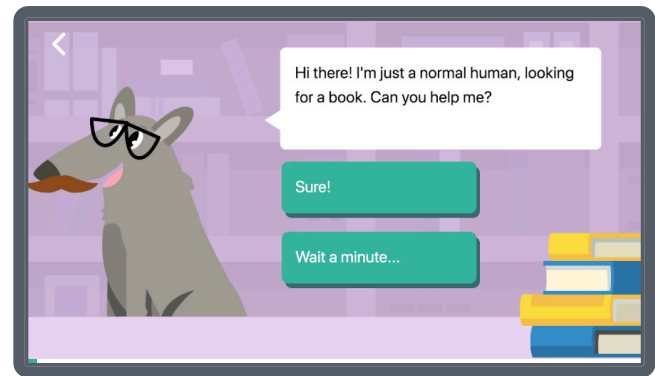 Hi there! I'm just a normal human, looking
for a book. Can you help me?
Sure!
Wait a minute...